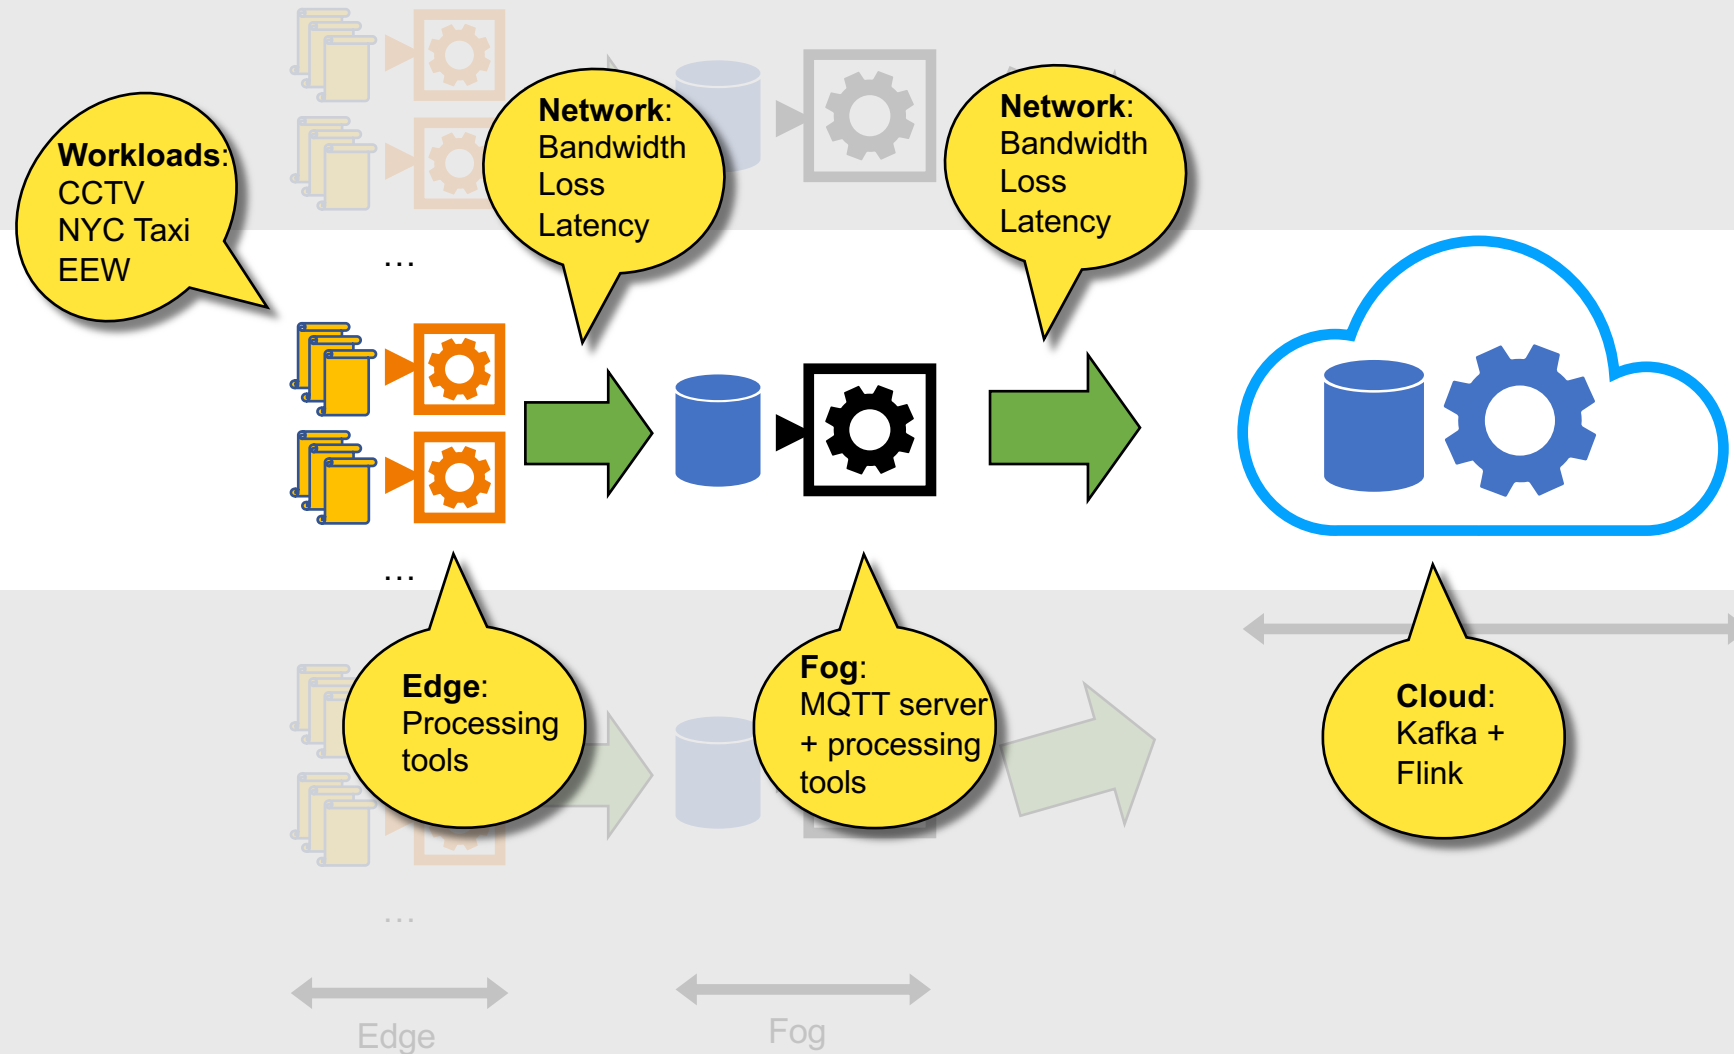 Workloads:
CCTV
NYC Taxi
EEW
Network:
Bandwidth
Loss
Latency
Network:
Bandwidth
Loss
Latency
...
...
Edge:
Processing
tools
Fog:
MQTT server
+ processing
tools
Cloud:
Kafka +
Flink
...
Edge
Fog